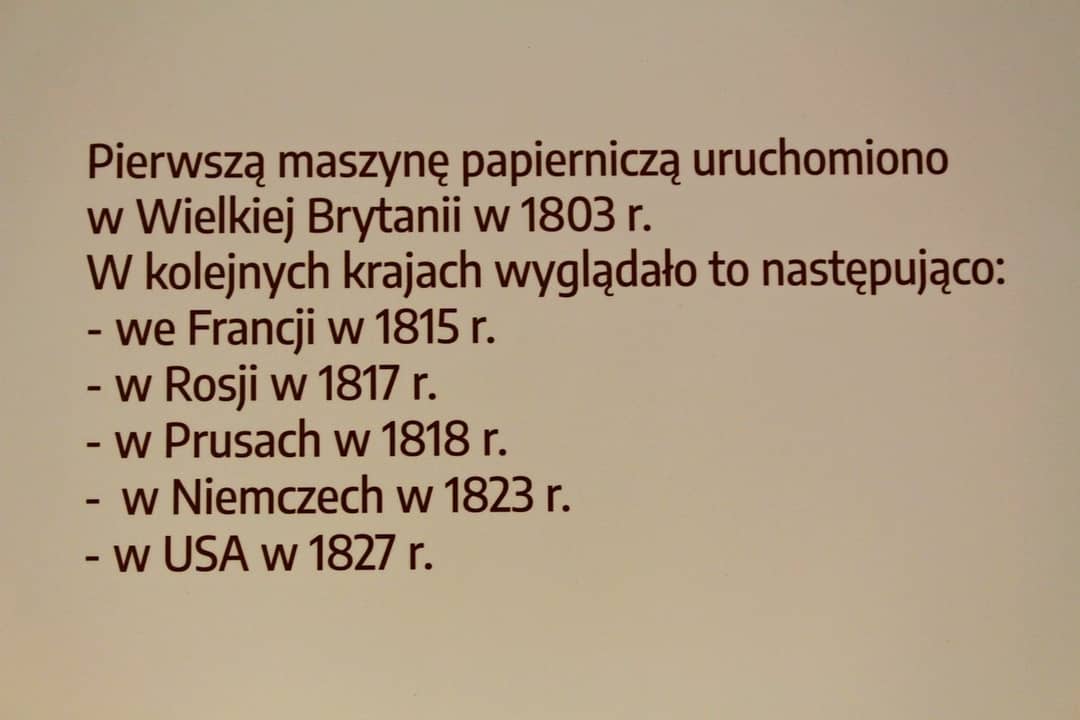 Pierwszą maszynę papierniczą uruchomiono
w Wielkiej Brytanii w 1803 r.
W kolejnych krajach wyglądało to następująco:
- we Francji w 1815 r.
- w Rosji w 1817 r.
- w Prusach w 1818 r.
- w Niemczech w 1823 r.
- w USA w 1827 r.